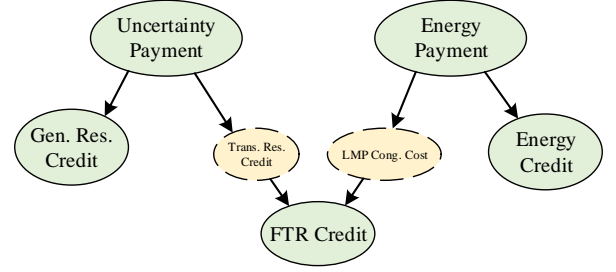 Uncertainty
Payment
Energy
Payment
Gen. Res.
Credit
Trans. Res.
Credit
LMP Cong. Cost
Energy
Credit
FTR Credit